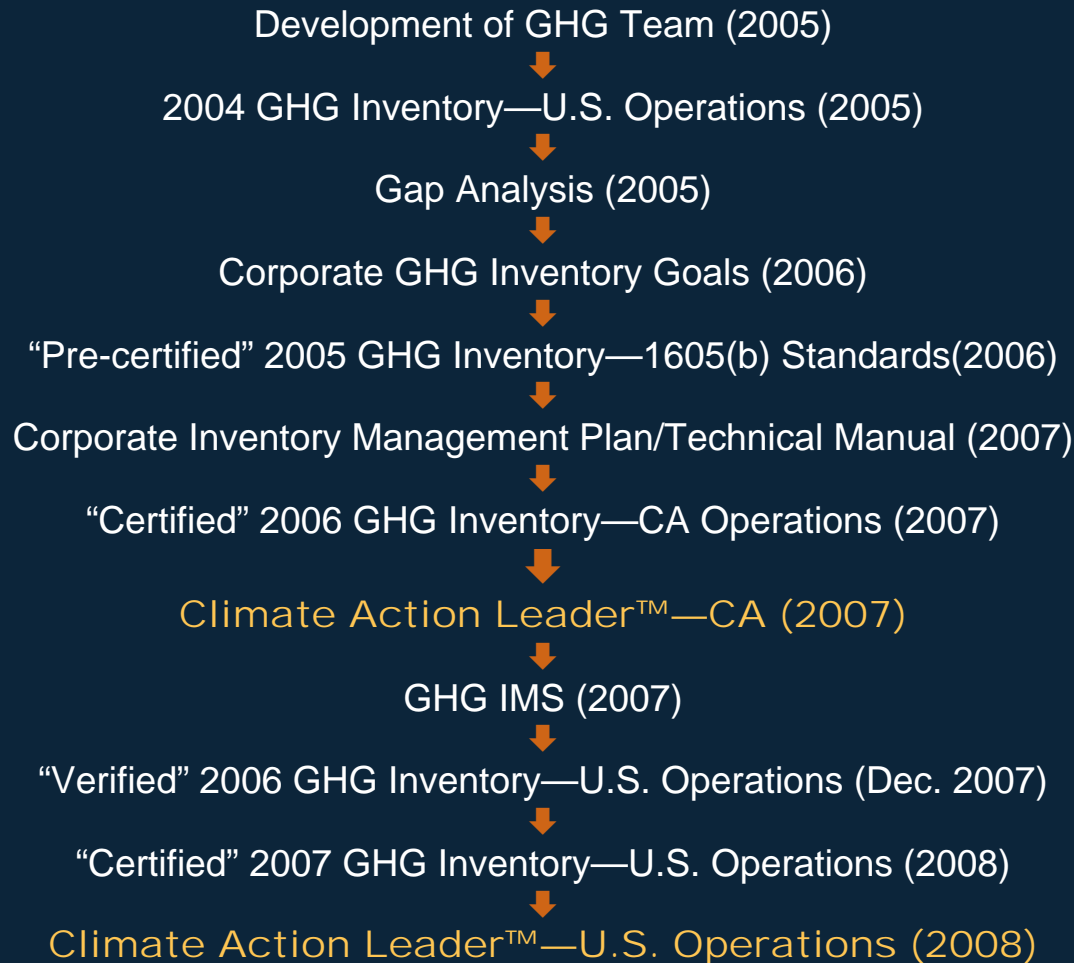 Development of GHG Team (2005)
2004 GHG Inventory—U.S. Operations (2005)
Gap Analysis (2005)
Corporate GHG Inventory Goals (2006)
“Pre-certified” 2005 GHG Inventory—1605(b) Standards(2006)
Corporate Inventory Management Plan/Technical Manual (2007)
“Certified” 2006 GHG Inventory—CA Operations (2007)
Climate Action Leader™—CA (2007)
GHG IMS (2007)
“Verified” 2006 GHG Inventory—U.S. Operations (Dec. 2007)
“Certified” 2007 GHG Inventory—U.S. Operations (2008)
Climate Action Leader™—U.S. Operations (2008)